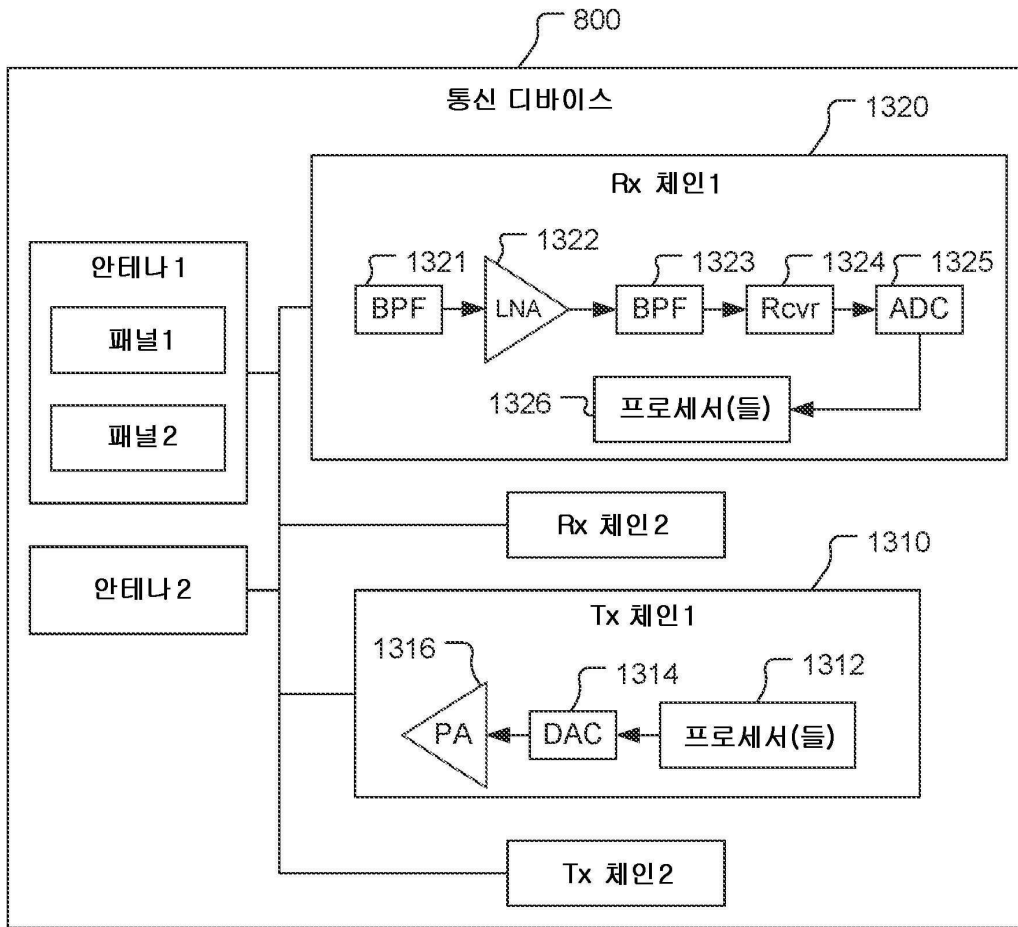 800
통신 디바이스
1320
Rx 체인1
안테나1
패널1
패널2
1321
1322
1323
1324
1325
BPF
LNA
BPF
Rcvr
ADC
1326
프로세서(들)
Rx 체인2
안테나2
1310
Tx 체인1
1316
1314
1312
PA
DAC
프로세서(들)
Tx 체인2